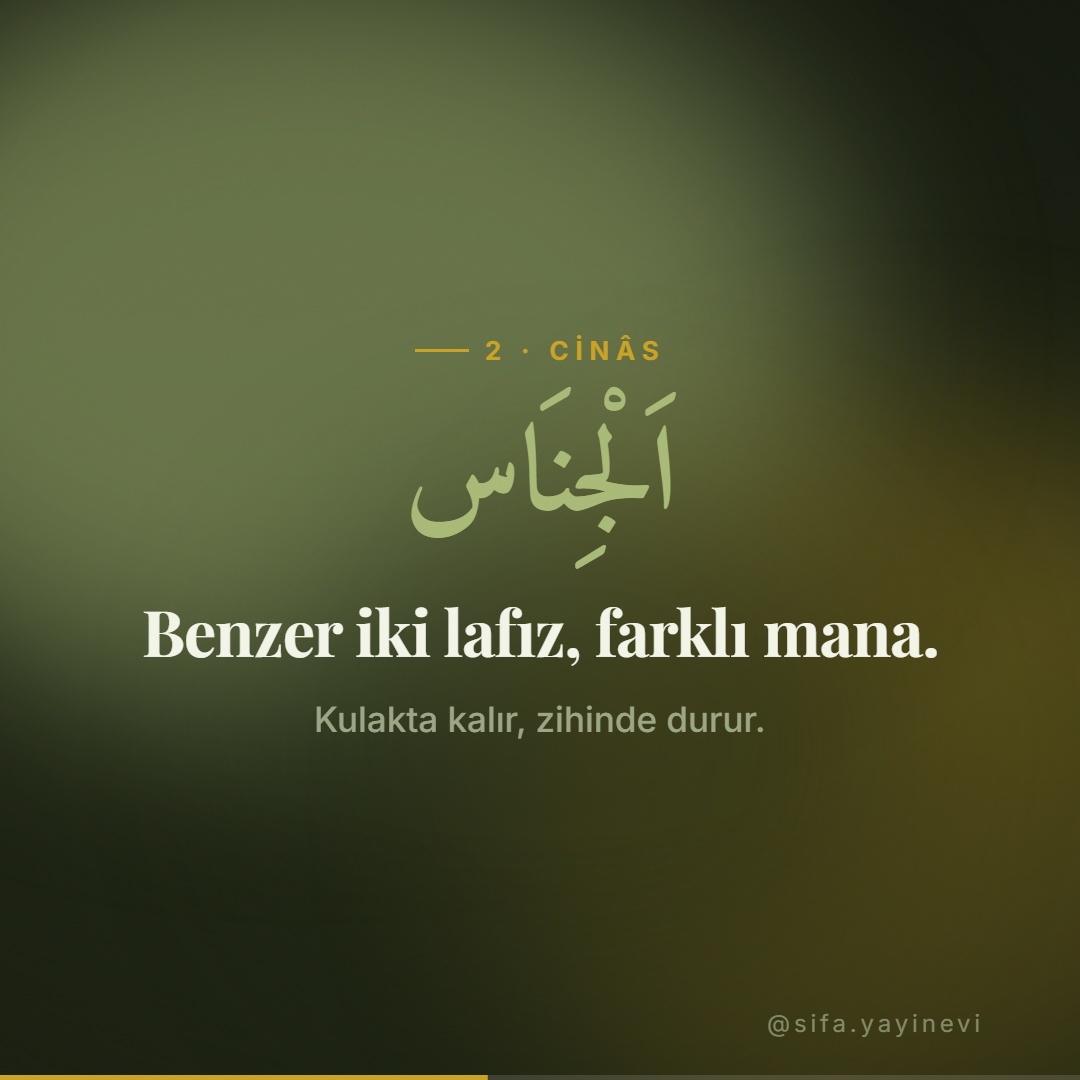 2 · CİNÂS
اَلْجِنَاس
Benzer iki lafız, farklı mana.
Kulakta kalır, zihinde durur.
@sifa.yayinevi